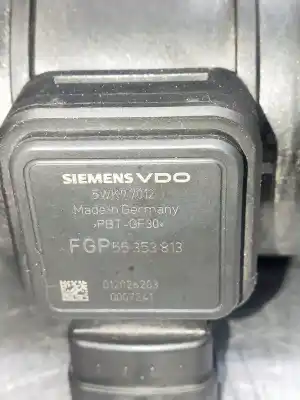 SIEMENS VDO
5WK97012
Made in Germany
>PBT-GF30<
FGP 55 353 813
012026203
0007241